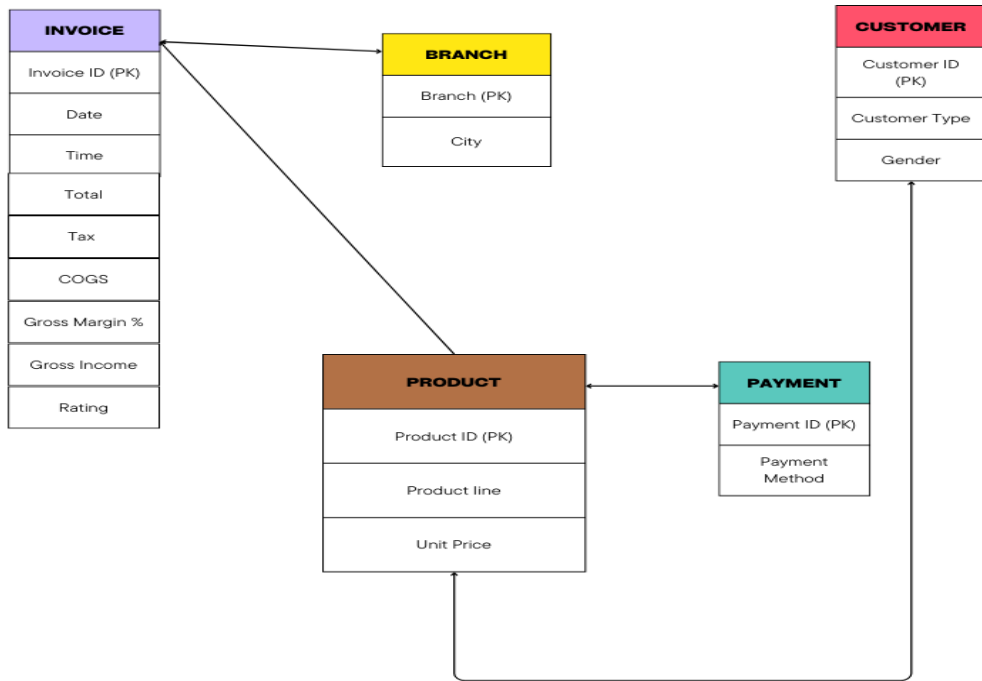 INVOICE
Invoice ID (PK)
Date
Time
Total
Tax
COGS
Gross Margin %
Gross Income
Rating
BRANCH
Branch (PK)
City
CUSTOMER
Customer ID
(PK)
Customer Type
Gender
PRODUCT
Product ID (PK)
Product line
Unit Price
PAYMENT
Payment ID (PK)
Payment
Method